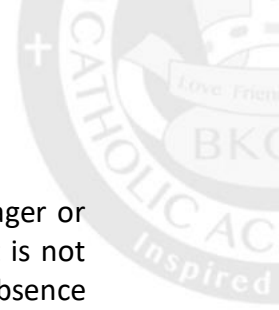 Love Frien
BKC
CATHOLIC AC
Inspired
nger or
is not
bsence